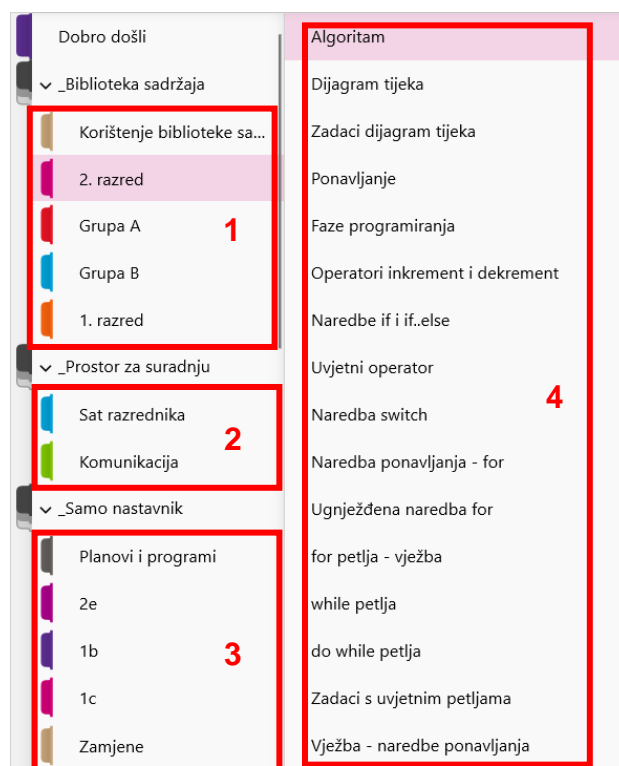 Dobro došli
_Biblioteka sadržaja
Korištenje biblioteke sa...
2. razred
Grupa A
1
Grupa B
1. razred
_Prostor za suradnju
Sat razrednika
2
Komunikacija
_Samo nastavnik
Planovi i programi
2e
1b
3
1c
Zamjene
Algoritam
Dijagram tijeka
Zadaci dijagram tijeka
Ponavljanje
Faze programiranja
Operatori inkrement i dekrement
Naredbe if i if..else
Uvjetni operator
4
Naredba switch
Naredba ponavljanja - for
Ugnježđena naredba for
for petlja - vježba
while petlja
do while petlja
Zadaci s uvjetnim petljama
Vježba - naredbe ponavljanja